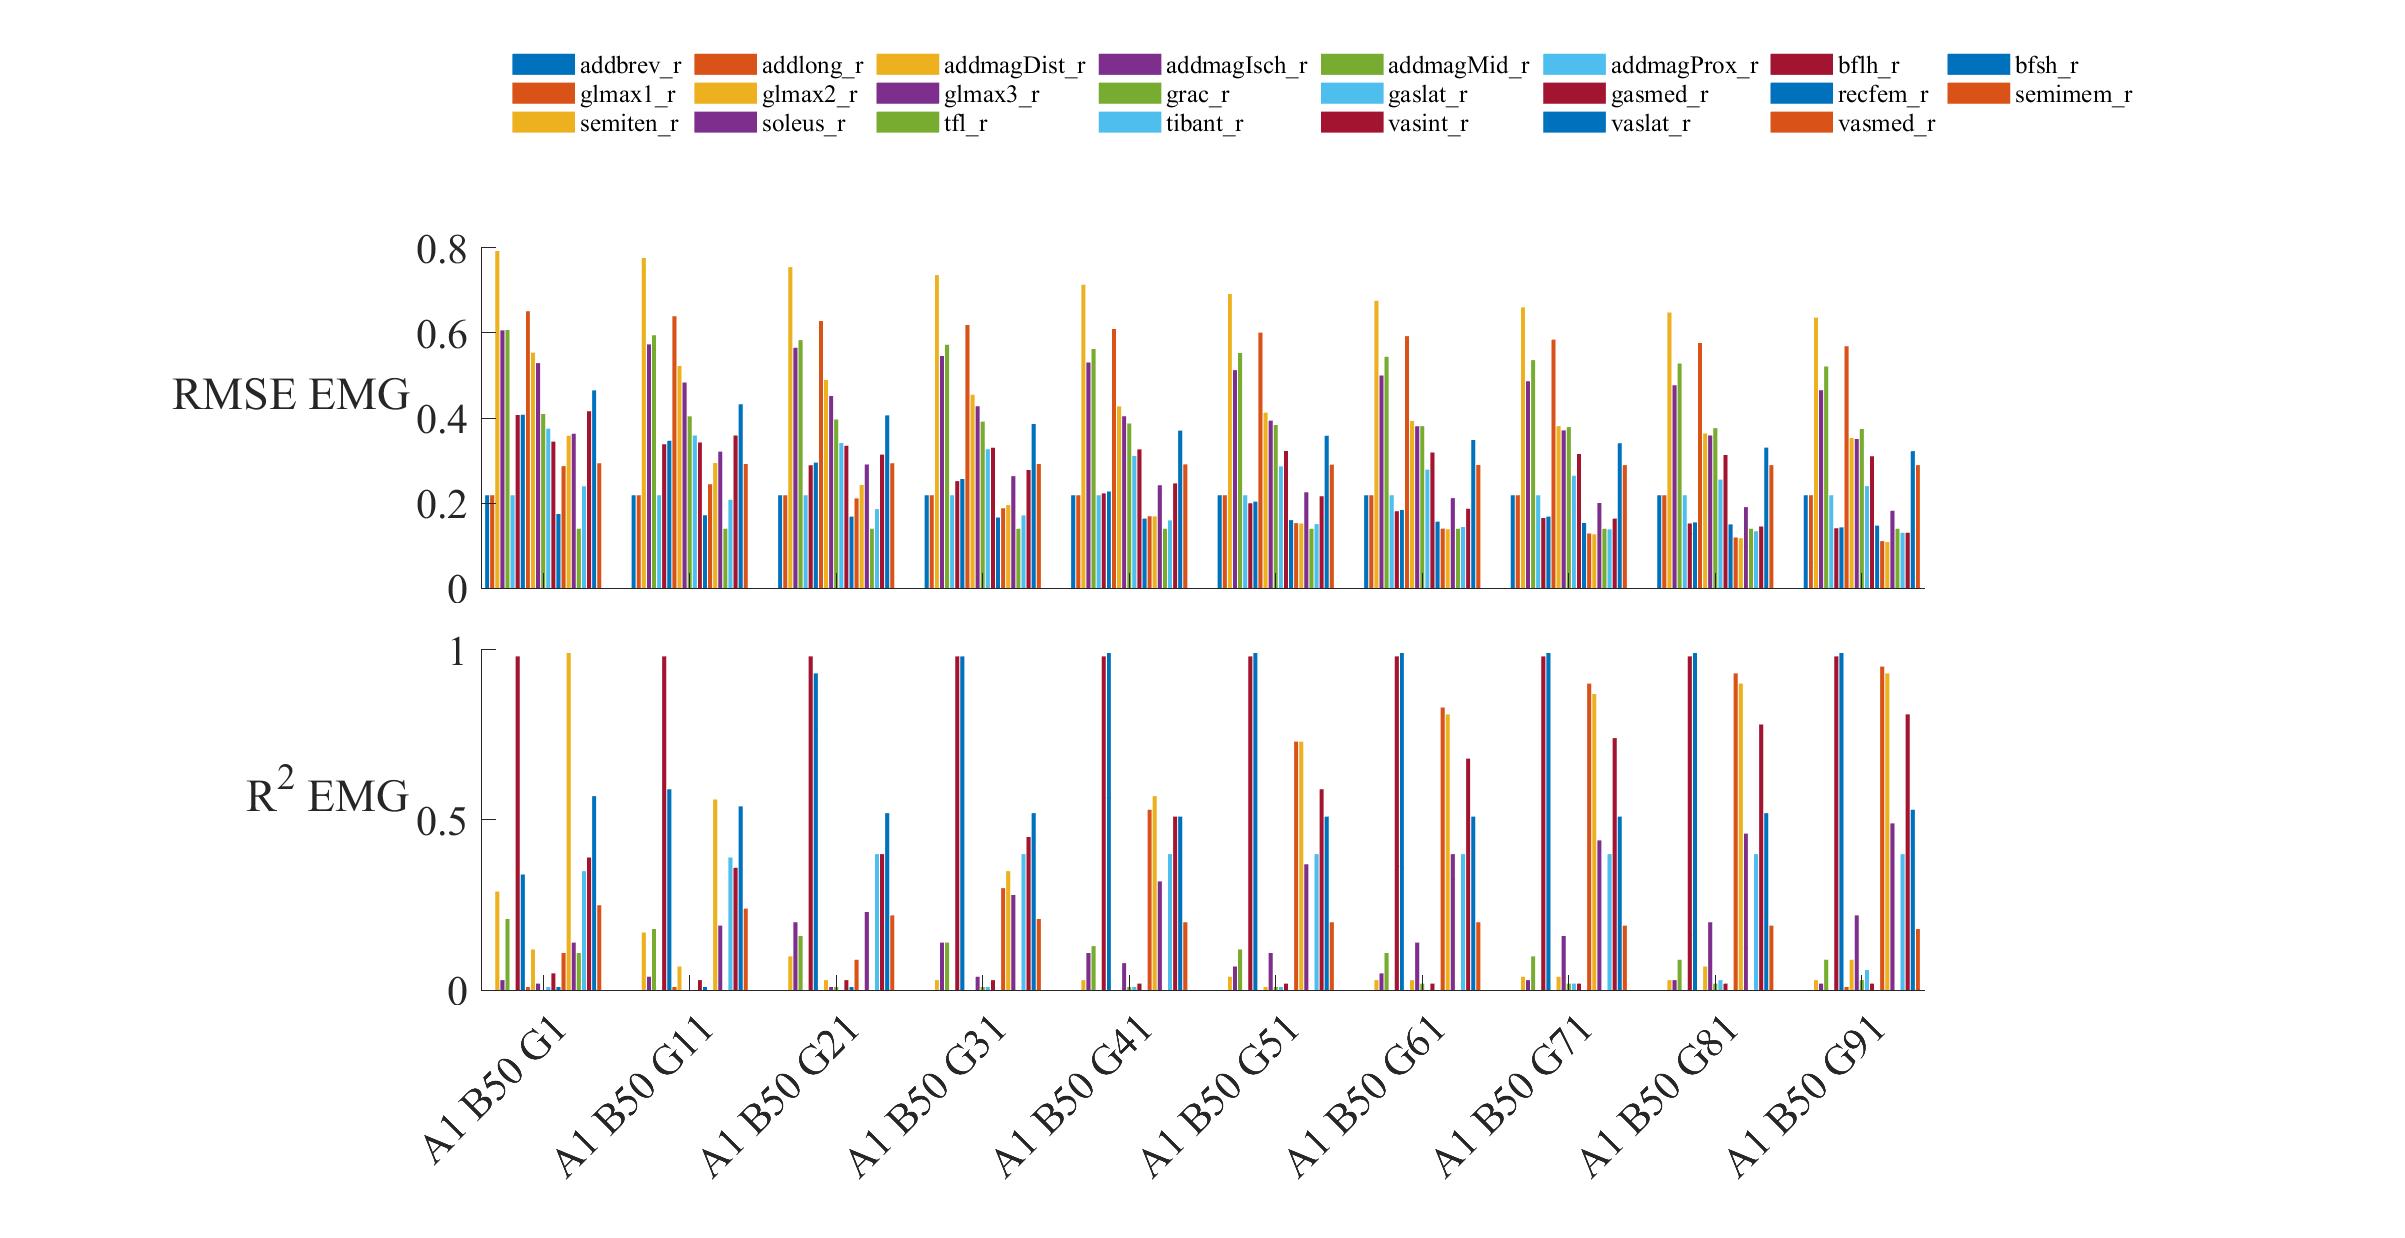 addbrev_r addlong_r addmagDist_r addmagIsch_r addmagMid_r addmagProx_r bflh_r bfsh_r
glmax1_r glmax2_r glmax3_r grac_r gaslat_r gasmed_r recfem_r semimem_r
semiten_r soleus_r tfl_r tibant_r vasint_r vaslat_r vasmed_r
0.8
0.6
RMSE EMG 0.4
0.2
0
1
R² EMG 0.5
0
A1 B50 G1
A1 B50 G11
A1 B50 G21
A1 B50 G31
A1 B50 G41
A1 B50 G51
A1 B50 G61
A1 B50 G71
A1 B50 G81
A1 B50 G91